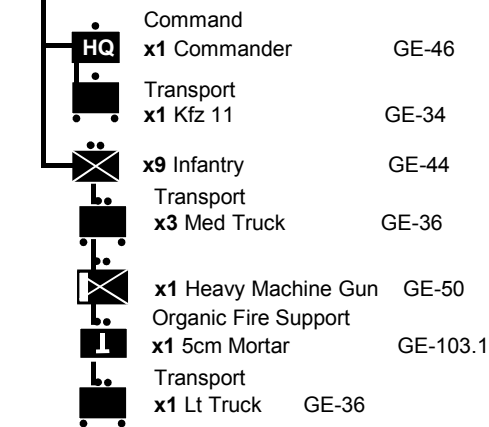 Command
HQ x1 Commander GE-46
Transport
x1 Kfz 11 GE-34
x9 Infantry GE-44
Transport
x3 Med Truck GE-36
x1 Heavy Machine Gun GE-50
Organic Fire Support
x1 5cm Mortar GE-103.1
Transport
x1 Lt Truck GE-36